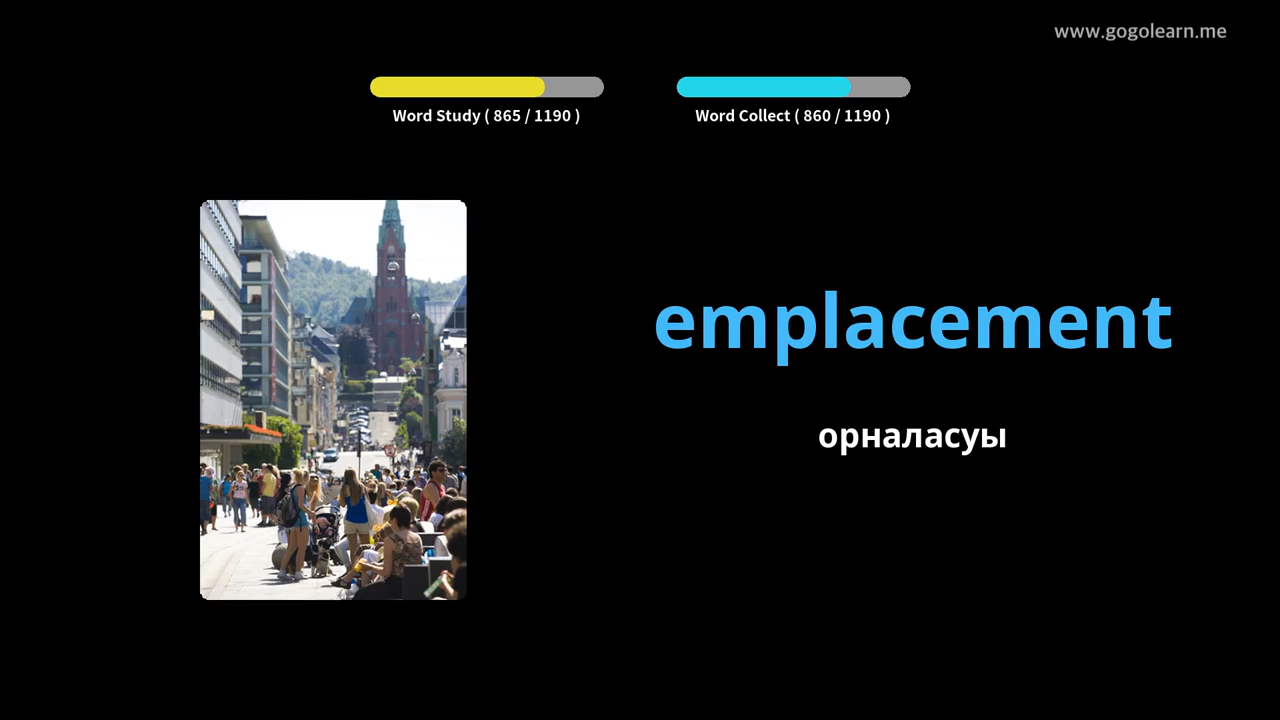 www.gogolearn.me
Word Study ( 865 / 1190 )
Word Collect ( 860 / 1190 )
emplacement
орналасуы